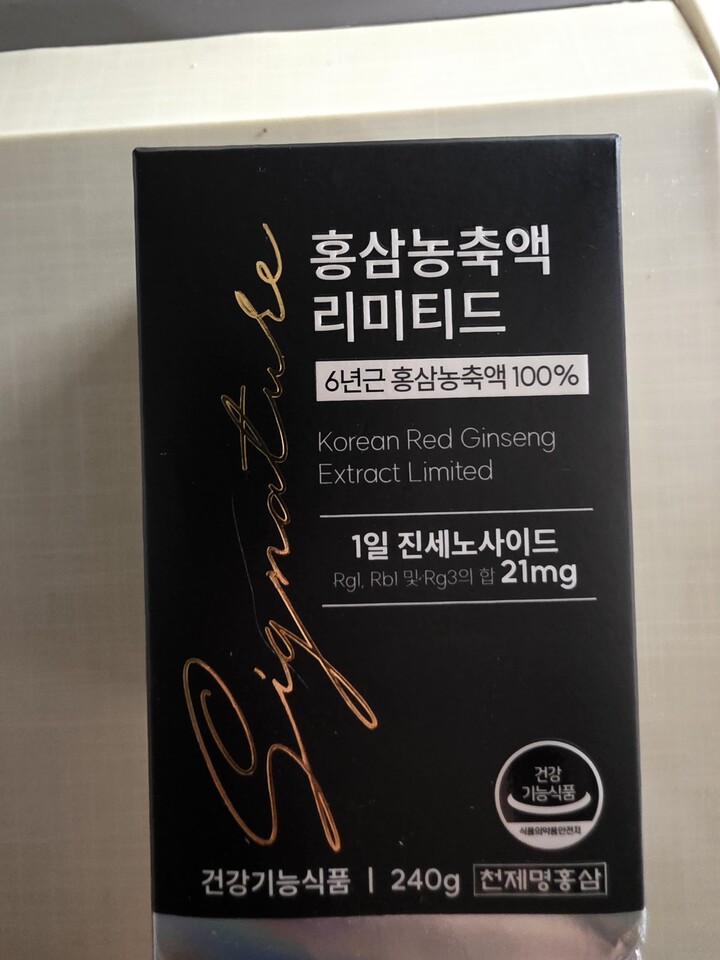 Signature
홍삼농축액
리미티드
6년근 홍삼농축액 100%
Korean Red Ginseng
Extract Limited
1일 진세노사이드
Rg1, Rb1 및 Rg3의 합 21mg
건강
기능식품
식품의약품안전처
건강기능식품 | 240g 천제명홍삼